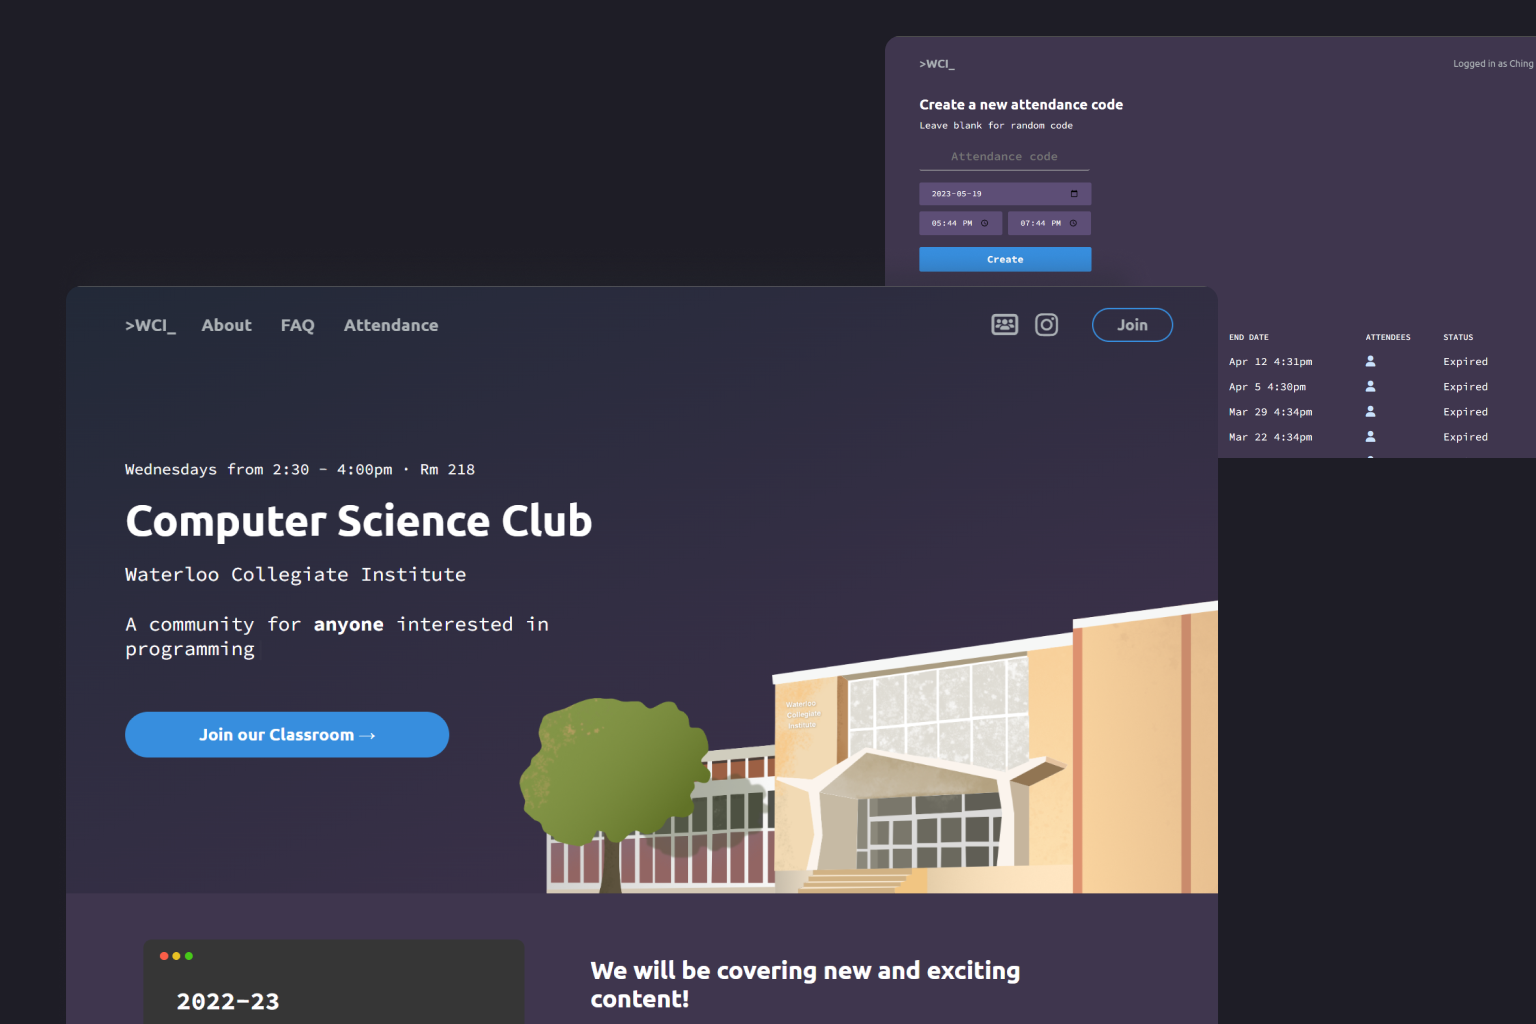 >WCI_
Logged in as Ching
Create a new attendance code
Leave blank for random code
Attendance code
2023-05-19
05:44 PM
07:44 PM
Create
END DATE ATTENDEES STATUS
Apr 12 4:31pm Expired
Apr 5 4:30pm Expired
Mar 29 4:34pm Expired
Mar 22 4:34pm Expired
>WCI_ About FAQ Attendance
Join
Wednesdays from 2:30 - 4:00pm · Rm 218
Computer Science Club
Waterloo Collegiate Institute
A community for anyone interested in
programming
Join our Classroom →
Waterloo
Collegiate
Institute
2022-23
We will be covering new and exciting
content!